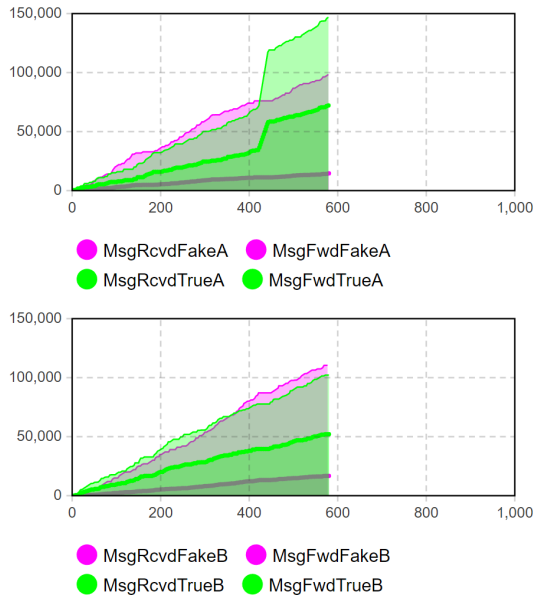 150,000
100,000
50,000
0
0 200 400 600 800 1,000
MsgRcvdFakeA MsgFwdFakeA
MsgRcvdTrueA MsgFwdTrueA
150,000
100,000
50,000
0
0 200 400 600 800 1,000
MsgRcvdFakeB MsgFwdFakeB
MsgRcvdTrueB MsgFwdTrueB